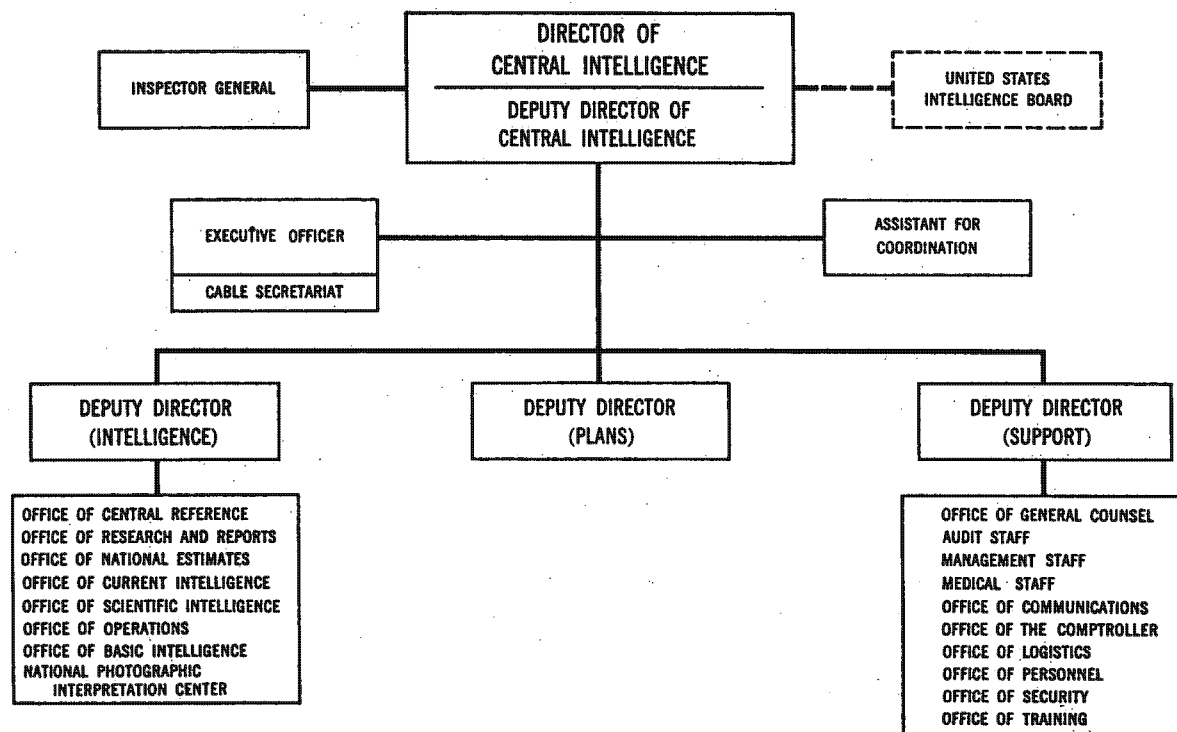 DIRECTOR OF
CENTRAL INTELLIGENCE
DEPUTY DIRECTOR OF
CENTRAL INTELLIGENCE
INSPECTOR GENERAL
UNITED STATES
INTELLIGENCE BOARD
EXECUTIVE OFFICER
CABLE SECRETARIAT
ASSISTANT FOR
COORDINATION
DEPUTY DIRECTOR
(INTELLIGENCE)
DEPUTY DIRECTOR
(PLANS)
DEPUTY DIRECTOR
(SUPPORT)
OFFICE OF CENTRAL REFERENCE
OFFICE OF RESEARCH AND REPORTS
OFFICE OF NATIONAL ESTIMATES
OFFICE OF CURRENT INTELLIGENCE
OFFICE OF SCIENTIFIC INTELLIGENCE
OFFICE OF OPERATIONS
OFFICE OF BASIC INTELLIGENCE
NATIONAL PHOTOGRAPHIC
INTERPRETATION CENTER
OFFICE OF GENERAL COUNSEL
AUDIT STAFF
MANAGEMENT STAFF
MEDICAL STAFF
OFFICE OF COMMUNICATIONS
OFFICE OF THE COMPTROLLER
OFFICE OF LOGISTICS
OFFICE OF PERSONNEL
OFFICE OF SECURITY
OFFICE OF TRAINING